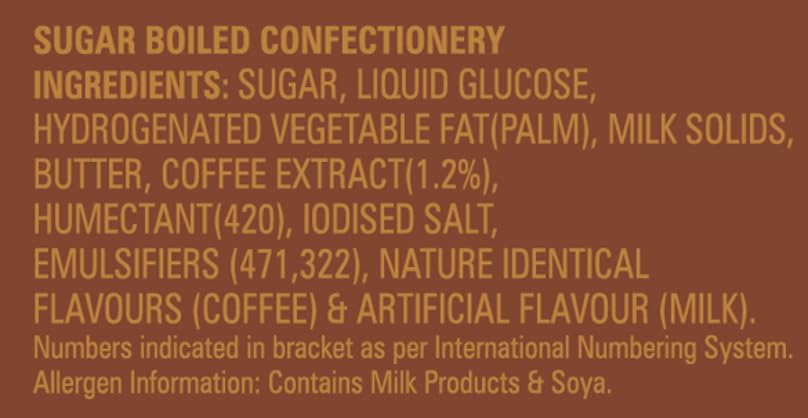 SUGAR BOILED CONFECTIONERY
INGREDIENTS: SUGAR, LIQUID GLUCOSE,
HYDROGENATED VEGETABLE FAT(PALM), MILK SOLIDS,
BUTTER, COFFEE EXTRACT(1.2%),
HUMECTANT(420), IODISED SALT,
EMULSIFIERS (471,322), NATURE IDENTICAL
FLAVOURS (COFFEE) & ARTIFICIAL FLAVOUR (MILK).
Numbers indicated in bracket as per International Numbering System.
Allergen Information: Contains Milk Products & Soya.